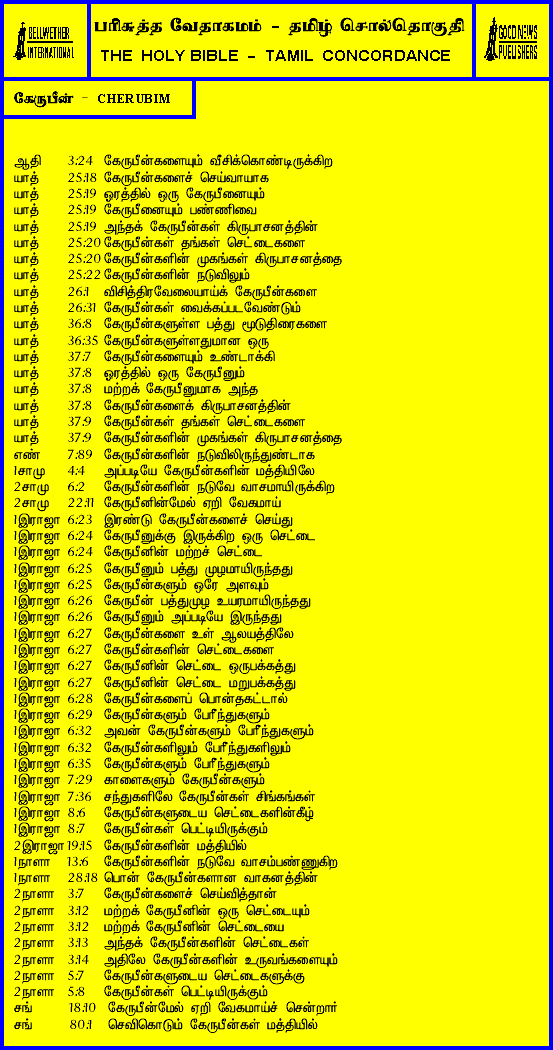 BELLWETHER
INTERNATIONAL
பரிசுத்த வேதாகமம் - தமிழ் சொல்தொகுதி
THE HOLY BIBLE - TAMIL CONCORDANCE
GOOD NEWS
PUBLISHERS
கேருபீன் - CHERUBIM
ஆதி 3:24 கேருபீன்களையும் வீசிக்கொண்டிருக்கிற
யாத் 25:18 கேருபீன்களைச் செய்வாயாக
யாத் 25:19 ஓரத்தில் ஒரு கேருபீனையும்
யாத் 25:19 கேருபீனையும் பண்ணிவை
யாத் 25:19 அந்தக் கேருபீன்கள் கிருபாசனத்தின்
யாத் 25:20 கேருபீன்கள் தங்கள் செட்டைகளை
யாத் 25:20 கேருபீன்களின் முகங்கள் கிருபாசனத்தை
யாத் 25:22 கேருபீன்களின் நடுவிலும்
யாத் 26:1 விசித்திரவேலையாய்க் கேருபீன்களை
யாத் 26:31 கேருபீன்கள் வைக்கப்படவேண்டும்
யாத் 36:8 கேருபீன்களுள்ள பத்து மூடுதிரைகளை
யாத் 36:35 கேருபீன்களுள்ளதுமான ஒரு
யாத் 37:7 கேருபீன்களையும் உண்டாக்கி
யாத் 37:8 ஓரத்தில் ஒரு கேருபீனும்
யாத் 37:8 மற்றக் கேருபீனுமாக அந்த
யாத் 37:8 கேருபீன்களைக் கிருபாசனத்தின்
யாத் 37:9 கேருபீன்கள் தங்கள் செட்டைகளை
யாத் 37:9 கேருபீன்களின் முகங்கள் கிருபாசனத்தை
எண் 7:89 கேருபீன்களின் நடுவிலிருந்துண்டாக
1சாமு 4:4 அப்படியே கேருபீன்களின் மத்தியிலே
2சாமு 6:2 கேருபீன்களின் நடுவே வாசமாயிருக்கிற
2சாமு 22:11 கேருபீனின்மேல் ஏறி வேகமாய்
1இராஜா 6:23 இரண்டு கேருபீன்களைச் செய்து
1இராஜா 6:24 கேருபீனுக்கு இருக்கிற ஒரு செட்டை
1இராஜா 6:24 கேருபீனின் மற்றச் செட்டை
1இராஜா 6:25 கேருபீனும் பத்து முழமாயிருந்தது
1இராஜா 6:25 கேருபீன்களும் ஒரே அளவும்
1இராஜா 6:26 கேருபீன் பத்துமுழ உயரமாயிருந்தது
1இராஜா 6:26 கேருபீனும் அப்படியே இருந்தது
1இராஜா 6:27 கேருபீன்களை உள் ஆலயத்திலே
1இராஜா 6:27 கேருபீன்களின் செட்டைகளை
1இராஜா 6:27 கேருபீனின் செட்டை ஒருபக்கத்து
1இராஜா 6:27 கேருபீனின் செட்டை மறுபக்கத்து
1இராஜா 6:28 கேருபீன்களைப் பொன்தகட்டால்
1இராஜா 6:29 கேருபீன்களும் பேரீந்துகளும்
1இராஜா 6:32 அவன் கேருபீன்களும் பேரீந்துகளும்
1இராஜா 6:32 கேருபீன்களிலும் பேரீந்துகளிலும்
1இராஜா 6:35 கேருபீன்களும் பேரீந்துகளும்
1இராஜா 7:29 காளைகளும் கேருபீன்களும்
1இராஜா 7:36 சந்துகளிலே கேருபீன்கள் சிங்கங்கள்
1இராஜா 8:6 கேருபீன்களுடைய செட்டைகளின்கீழ்
1இராஜா 8:7 கேருபீன்கள் பெட்டியிருக்கும்
2இராஜா 19:15 கேருபீன்களின் மத்தியில்
1நாளா 13:6 கேருபீன்களின் நடுவே வாசம்பண்ணுகிற
1நாளா 28:18 பொன் கேருபீன்களான வாகனத்தின்
2நாளா 3:7 கேருபீன்களைச் செய்வித்தான்
2நாளா 3:12 மற்றக் கேருபீனின் ஒரு செட்டையும்
2நாளா 3:12 மற்றக் கேருபீனின் செட்டையை
2நாளா 3:13 அந்தக் கேருபீன்களின் செட்டைகள்
2நாளா 3:14 அதிலே கேருபீன்களின் உருவங்களையும்
2நாளா 5:7 கேருபீன்களுடைய செட்டைகளுக்கு
2நாளா 5:8 கேருபீன்கள் பெட்டியிருக்கும்
சங் 18:10 கேருபீன்மேல் ஏறி வேகமாய்ச் சென்றார்
சங் 80:1 செவிகொடும் கேருபீன்கள் மத்தியில்